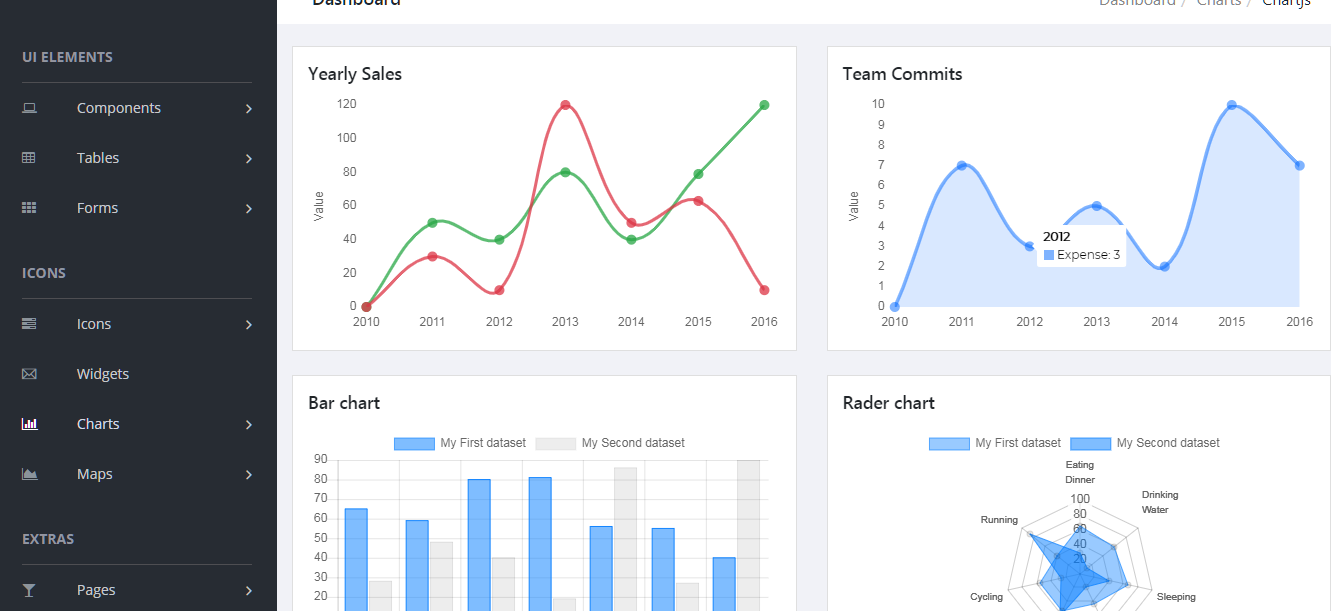 Dashboard
Dashboard / Charts / Chartjs
UI ELEMENTS
Components
Tables
Forms
ICONS
Icons
Widgets
Charts
Maps
EXTRAS
Pages
Yearly Sales
120
100
80
60
40
20
0
Value
2010 2011 2012 2013 2014 2015 2016
Team Commits
10
9
8
7
6
5
4
3
2
1
0
Value
2012
Expense: 3
2010 2011 2012 2013 2014 2015 2016
Bar chart
My First dataset My Second dataset
90
80
70
60
50
40
30
20
Rader chart
My First dataset My Second dataset
Eating
Dinner
Drinking
Water
Running
100
80
60
40
20
Cycling
Sleeping